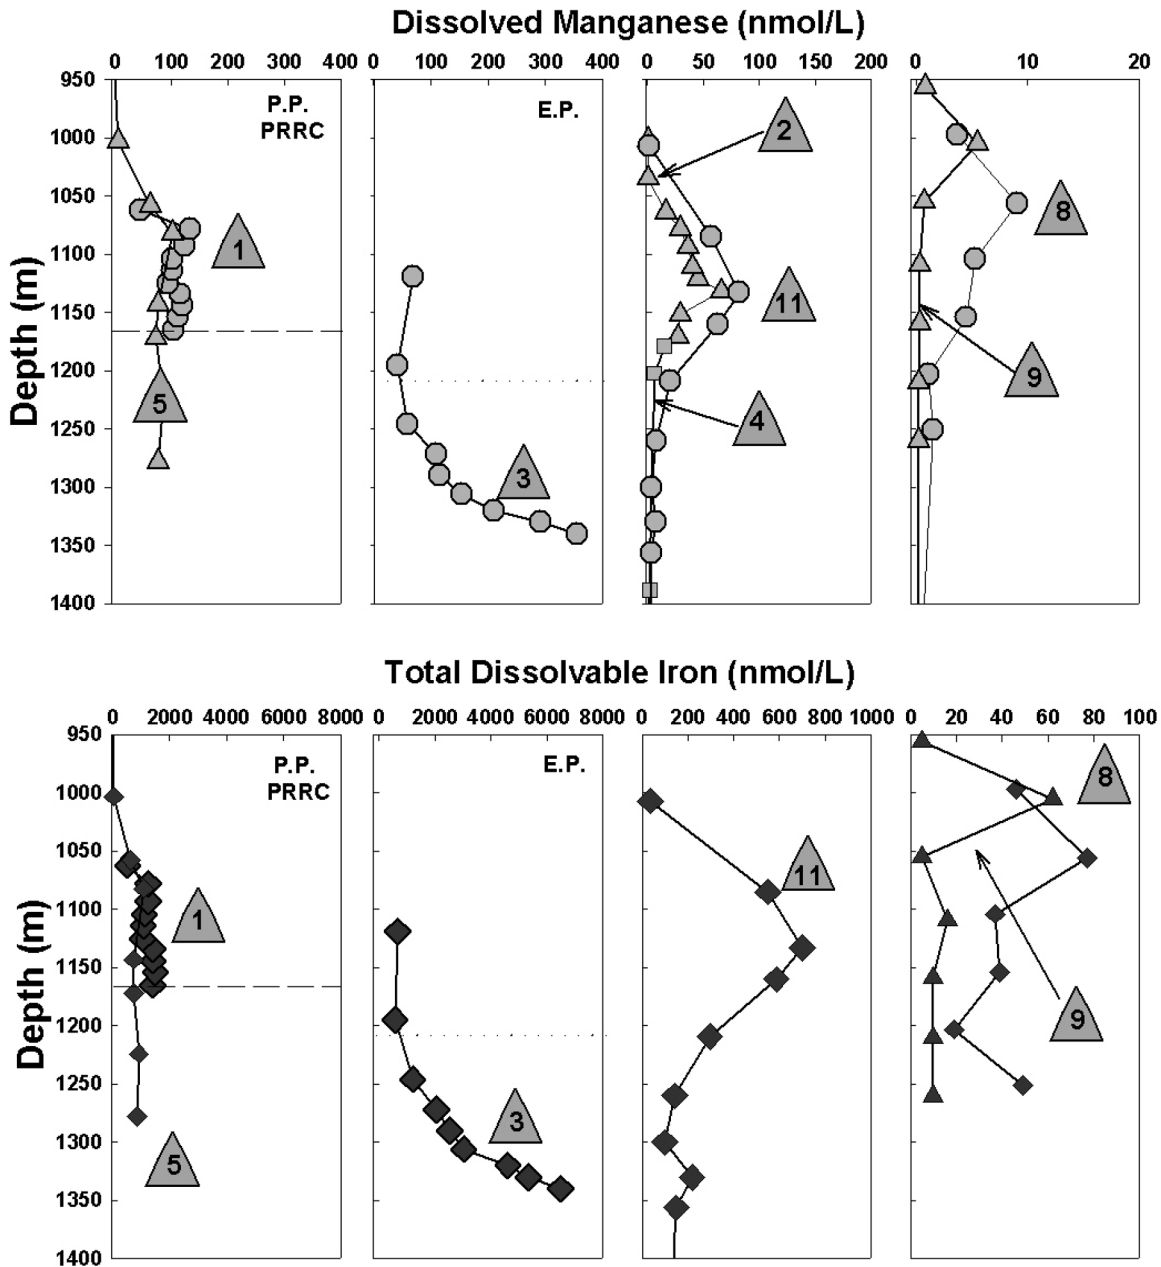 Dissolved Manganese (nmol/L)
0 100 200 300 400 0 100 200 300 400 0 50 100 150 200 0 10 20
950
P.P.
PRRC
E.P.
1000
1050
1100
1150
1200
1250
1300
1350
1400
Depth (m)
1
5
3
2
11
4
8
9
Total Dissolvable Iron (nmol/L)
0 2000 4000 6000 8000 0 2000 4000 6000 8000 0 200 400 600 800 1000 0 20 40 60 80 100
950
P.P.
PRRC
E.P.
1000
1050
1100
1150
1200
1250
1300
1350
1400
Depth (m)
1
5
3
11
8
9